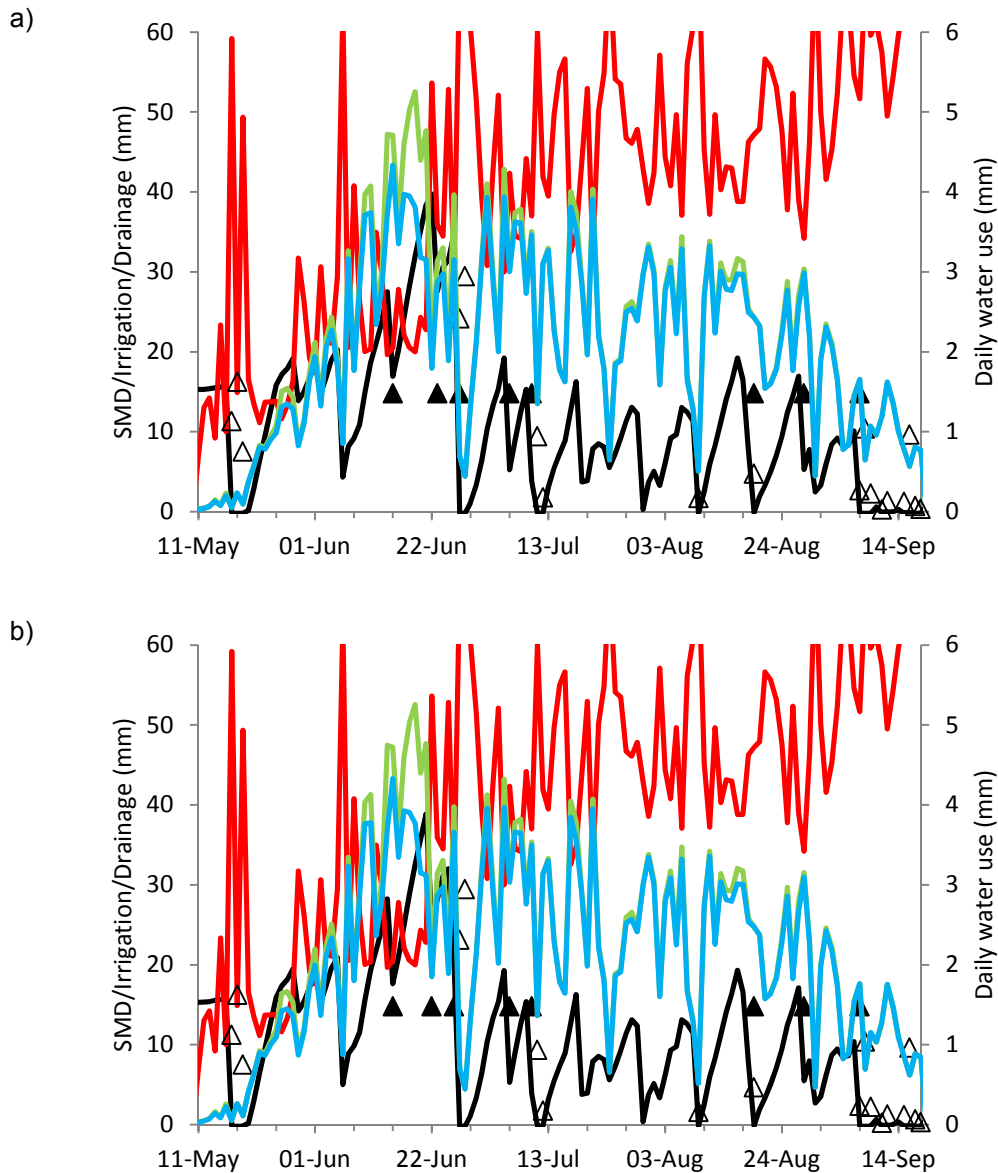 a)
60 6
50 5
40 4
30 3
20 2
10 1
0 0
SMD/Irrigation/Drainage (mm)
Daily water use (mm)
11-May 01-Jun 22-Jun 13-Jul 03-Aug 24-Aug 14-Sep
b)
60 6
50 5
40 4
30 3
20 2
10 1
0 0
SMD/Irrigation/Drainage (mm)
Daily water use (mm)
11-May 01-Jun 22-Jun 13-Jul 03-Aug 24-Aug 14-Sep